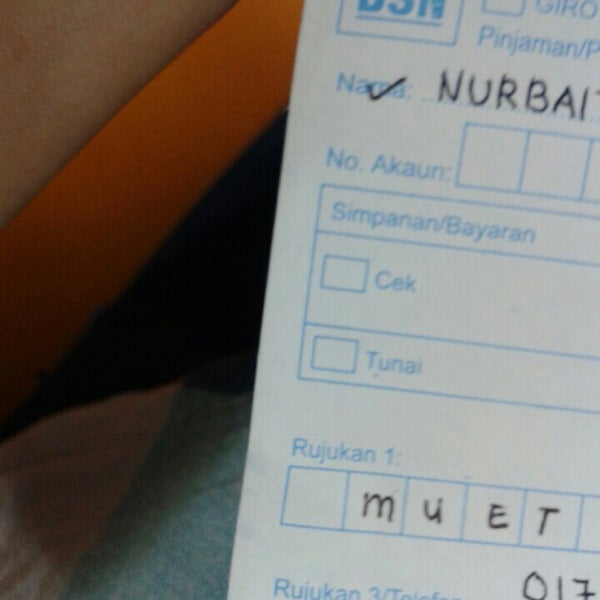 BSN
GIRO
Pinjaman/P
Nama: NURBAI
No. Akaun:
Simpanan/Bayaran
Cek
Tunai
Rujukan 1:
MUET
Rujukan 3/Telefon
017